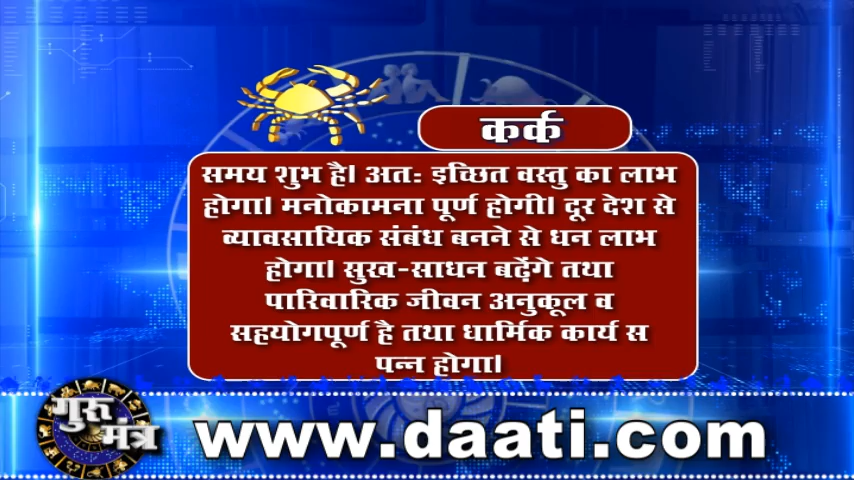 कर्क
समय शुभ है। अतः इच्छित वस्तु का लाभ
होगा। मनोकामना पूर्ण होगी। दूर देश से
व्यावसायिक संबंध बनने से धन लाभ
होगा। सुख-साधन बढ़ेंगे तथा
पारिवारिक जीवन अनुकूल व
सहयोगपूर्ण है तथा धार्मिक कार्य स
पन्न होगा।
गुरू
मंत्र
www.daati.com